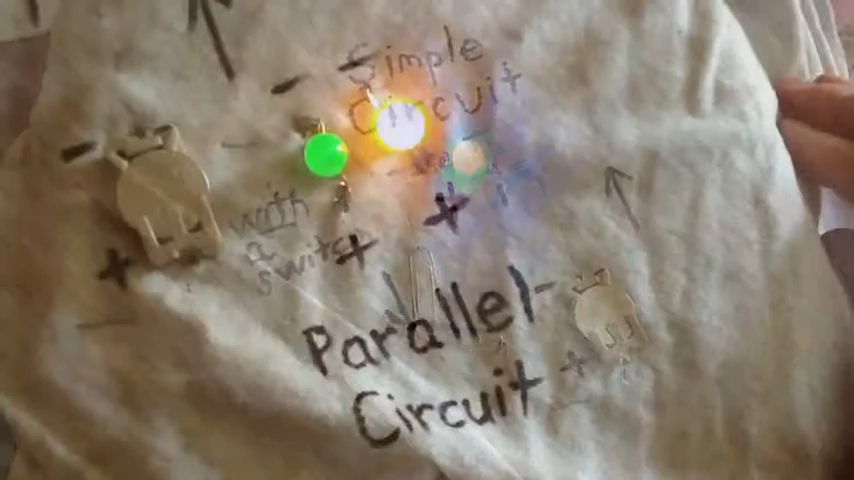 Simple
Circuit
with
a
switch
Parallel
Circuit